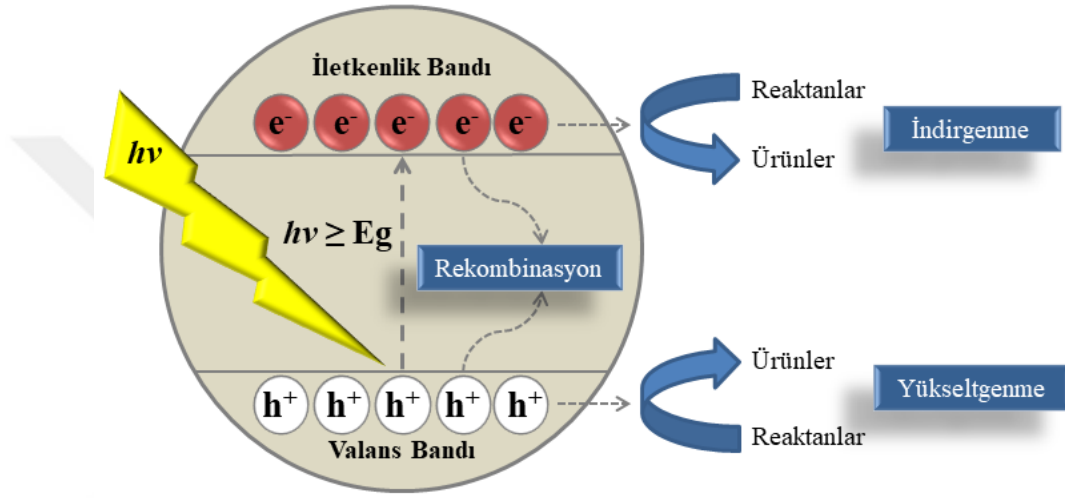 İletkenlik Bandı
e⁻ e⁻ e⁻ e⁻ e⁻
Reaktanlar
İndirgenme
Ürünler
hv
hv ≥ Eg
Rekombinasyon
Ürünler
Yükseltgenme
h⁺ h⁺ h⁺ h⁺ h⁺
Reaktanlar
Valans Bandı